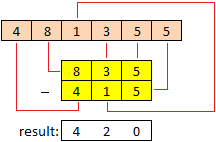 4 8 1 3 5 5
8 3 5
– 4 1 5
result: 4 2 0